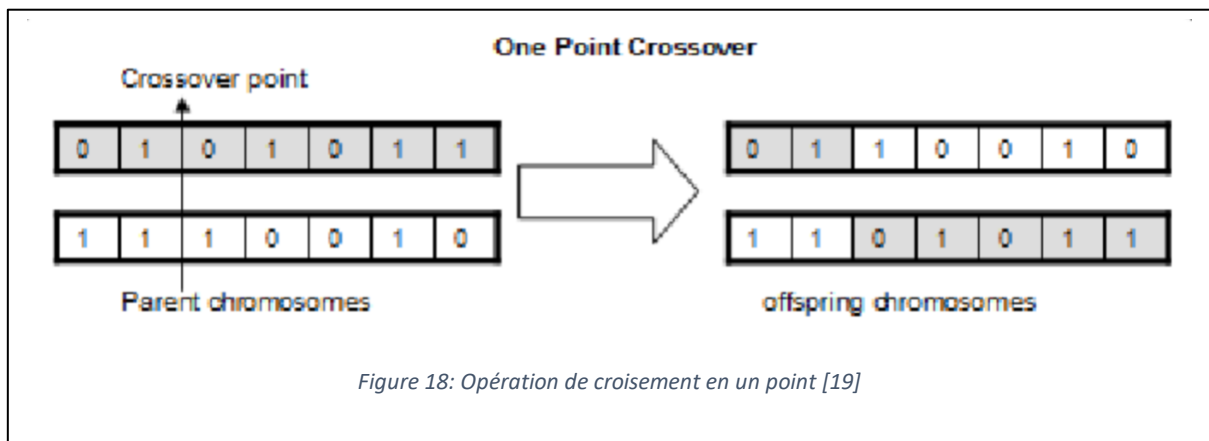 One Point Crossover
Crossover point
0 1 0 1 0 1 1
0 1 1 0 0 1 0
1 1 1 0 0 1 0
1 1 0 1 0 1 1
Parent chromosomes
offspring chromosomes
Figure 18: Opération de croisement en un point [19]